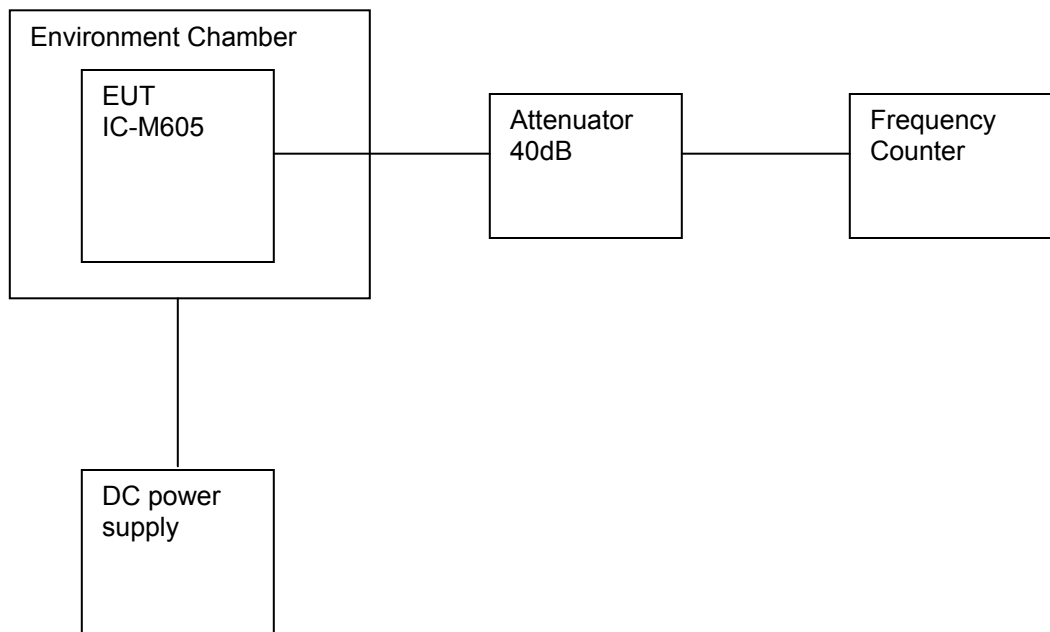 Environment Chamber
EUT
IC-M605
Attenuator
40dB
Frequency
Counter
DC power
supply